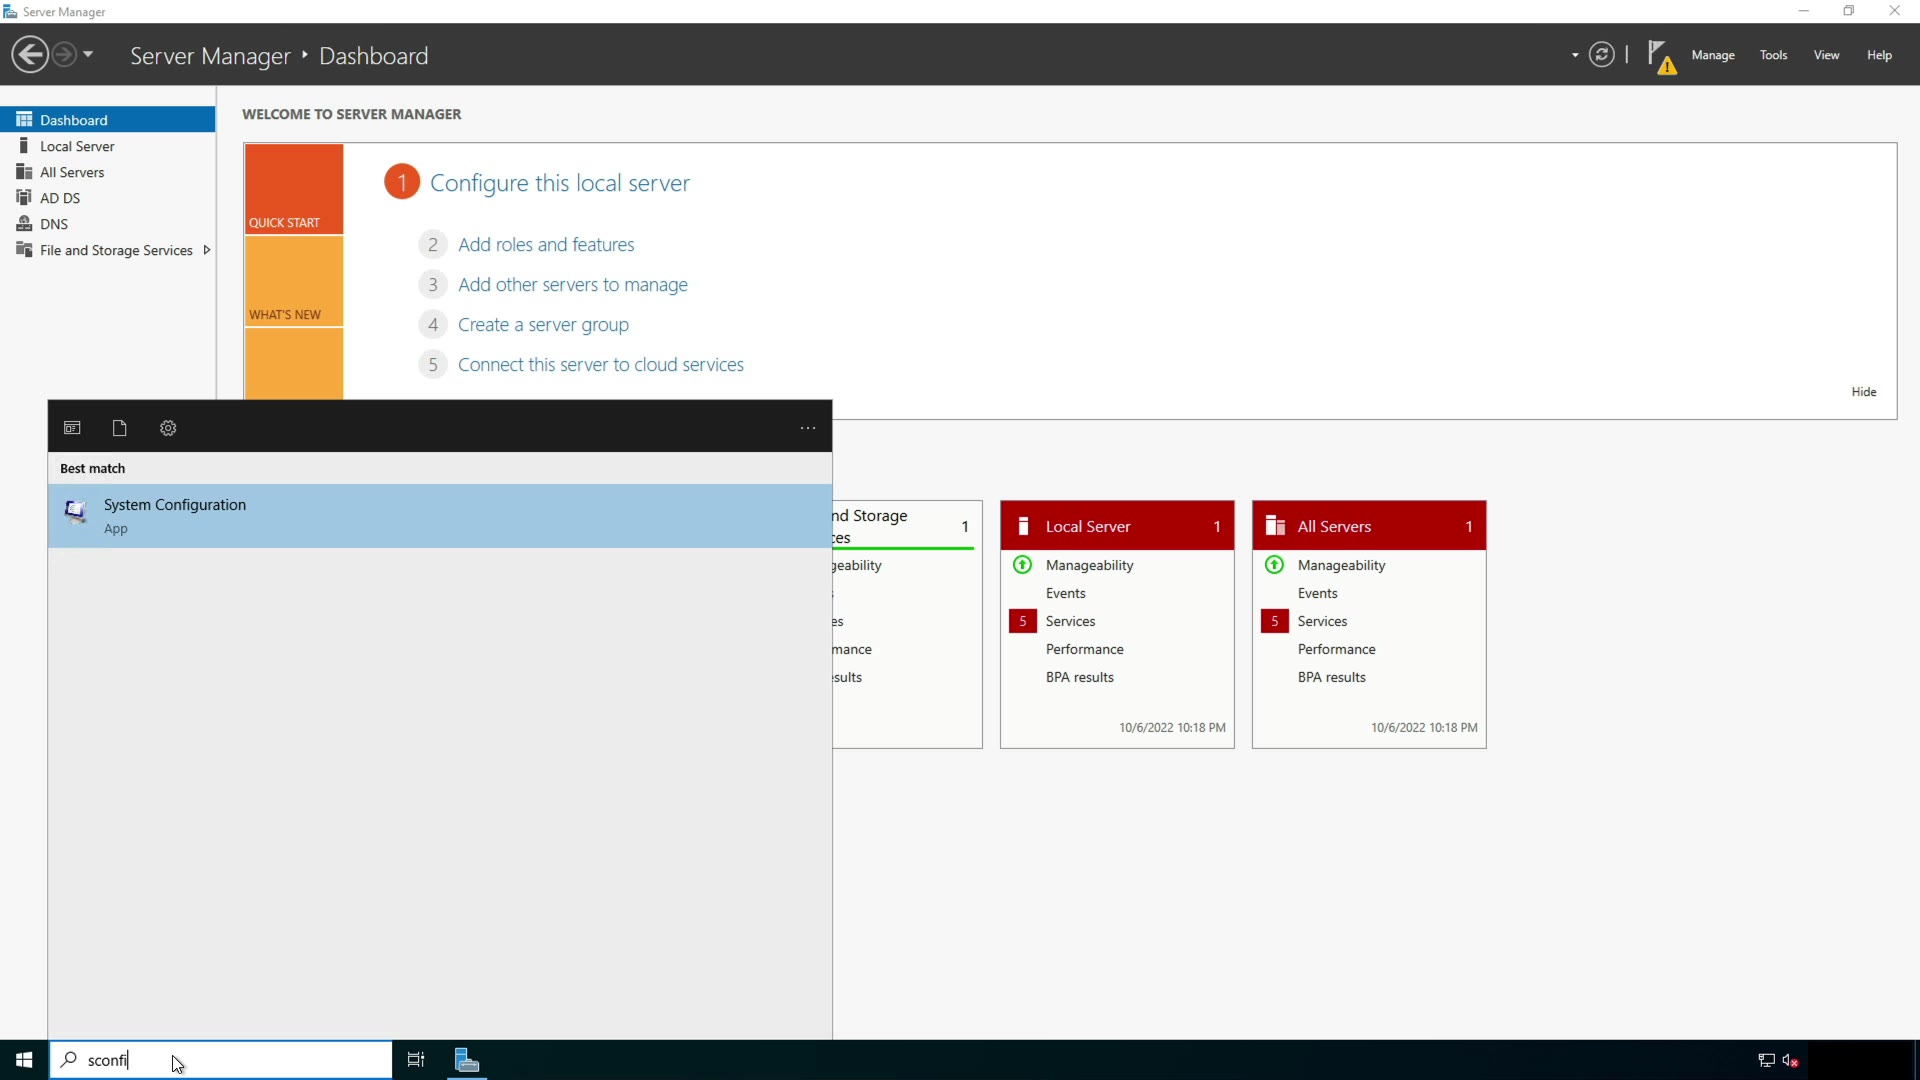 Server Manager
Server Manager ‣ Dashboard
Manage
Tools
View
Help
Dashboard
Local Server
All Servers
AD DS
DNS
File and Storage Services
WELCOME TO SERVER MANAGER
QUICK START
WHAT'S NEW
1 Configure this local server
2 Add roles and features
3 Add other servers to manage
4 Create a server group
5 Connect this server to cloud services
Hide
Best match
System Configuration
App
nd Storage 1
ces
geability
es
mance
sults
Local Server 1
Manageability
Events
5 Services
Performance
BPA results
10/6/2022 10:18 PM
All Servers 1
Manageability
Events
5 Services
Performance
BPA results
10/6/2022 10:18 PM
sconfi